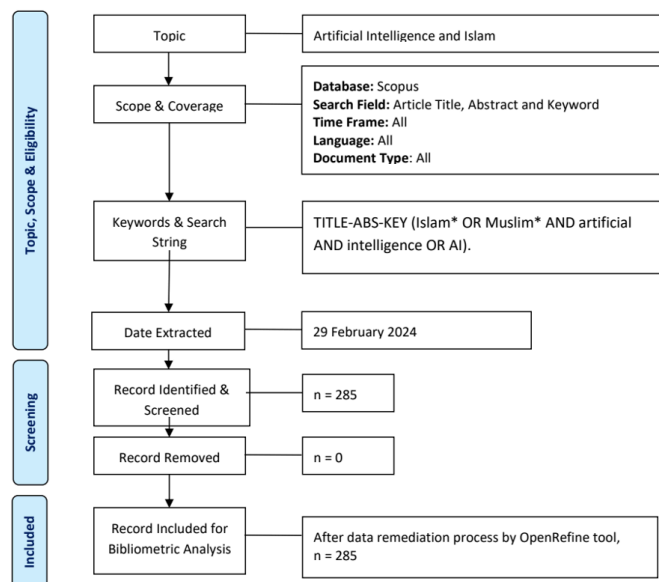 Topic, Scope & Eligibility
Topic
Artificial Intelligence and Islam
Scope & Coverage
Database: Scopus
Search Field: Article Title, Abstract and Keyword
Time Frame: All
Language: All
Document Type: All
Keywords & Search
String
TITLE-ABS-KEY (Islam* OR Muslim* AND artificial
AND intelligence OR AI).
Date Extracted
29 February 2024
Screening
Record Identified &
Screened
n = 285
Record Removed
n = 0
Included
Record Included for
Bibliometric Analysis
After data remediation process by OpenRefine tool,
n = 285